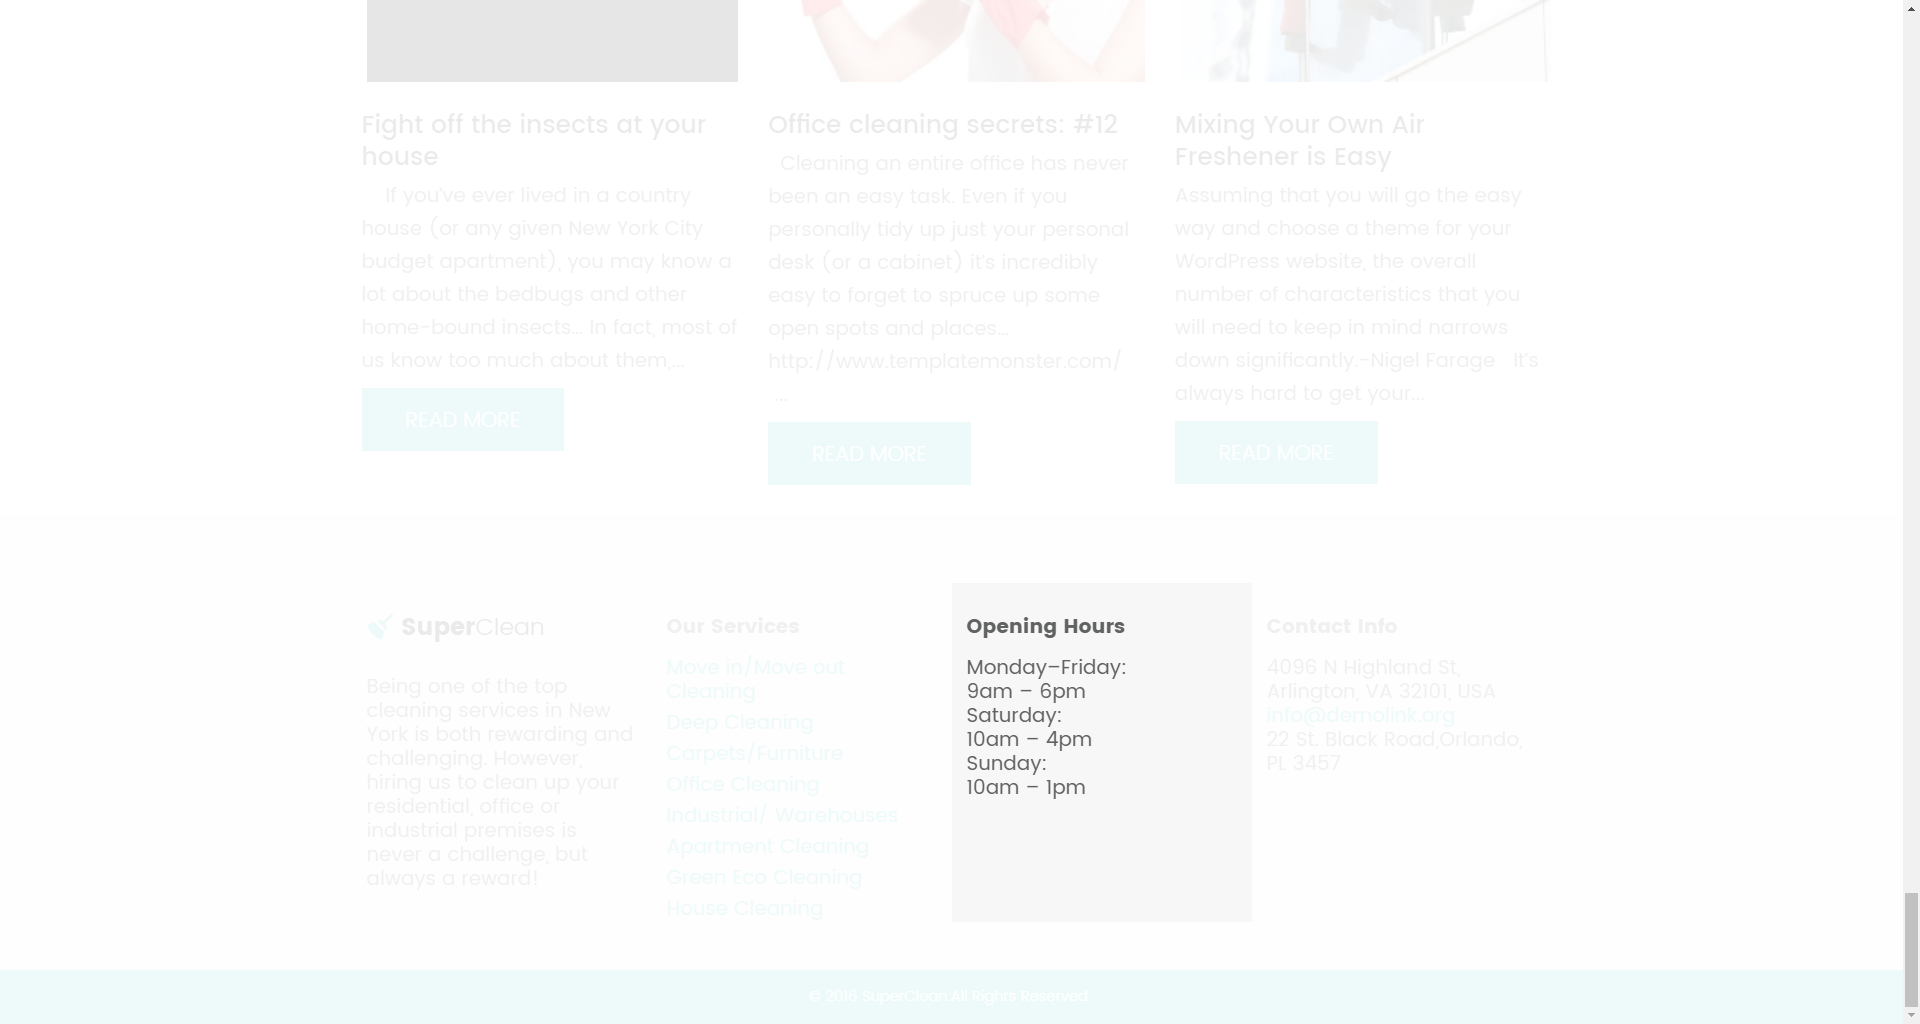 Fight off the insects at your
house
If you've ever lived in a country
house (or any given New York City
budget apartment), you may know a
lot about the bedbugs and other
home-bound insects... In fact, most of
us know too much about them,...
READ MORE
Office cleaning secrets: #12
Cleaning an entire office has never
been an easy task. Even if you
personally tidy up just your personal
desk (or a cabinet) it's incredibly
easy to forget to spruce up some
open spots and places...
http://www.templatemonster.com/
...
READ MORE
Mixing Your Own Air
Freshener is Easy
Assuming that you will go the easy
way and choose a theme for your
WordPress website, the overall
number of characteristics that you
will need to keep in mind narrows
down significantly.-Nigel Farage It's
always hard to get your...
READ MORE
SuperClean
Being one of the top
cleaning services in New
York is both rewarding and
challenging. However,
hiring us to clean up your
residential, office or
industrial premises is
never a challenge, but
always a reward!
Our Services
Move in/Move out
Cleaning
Deep Cleaning
Carpets/Furniture
Office Cleaning
Industrial/ Warehouses
Apartment Cleaning
Green Eco Cleaning
House Cleaning
Opening Hours
Monday–Friday:
9am – 6pm
Saturday:
10am – 4pm
Sunday:
10am – 1pm
Contact Info
4096 N Highland St,
Arlington, VA 32101, USA
info@demolink.org
22 St. Black Road,Orlando,
PL 3457
© 2016 SuperClean.All Rights Reserved